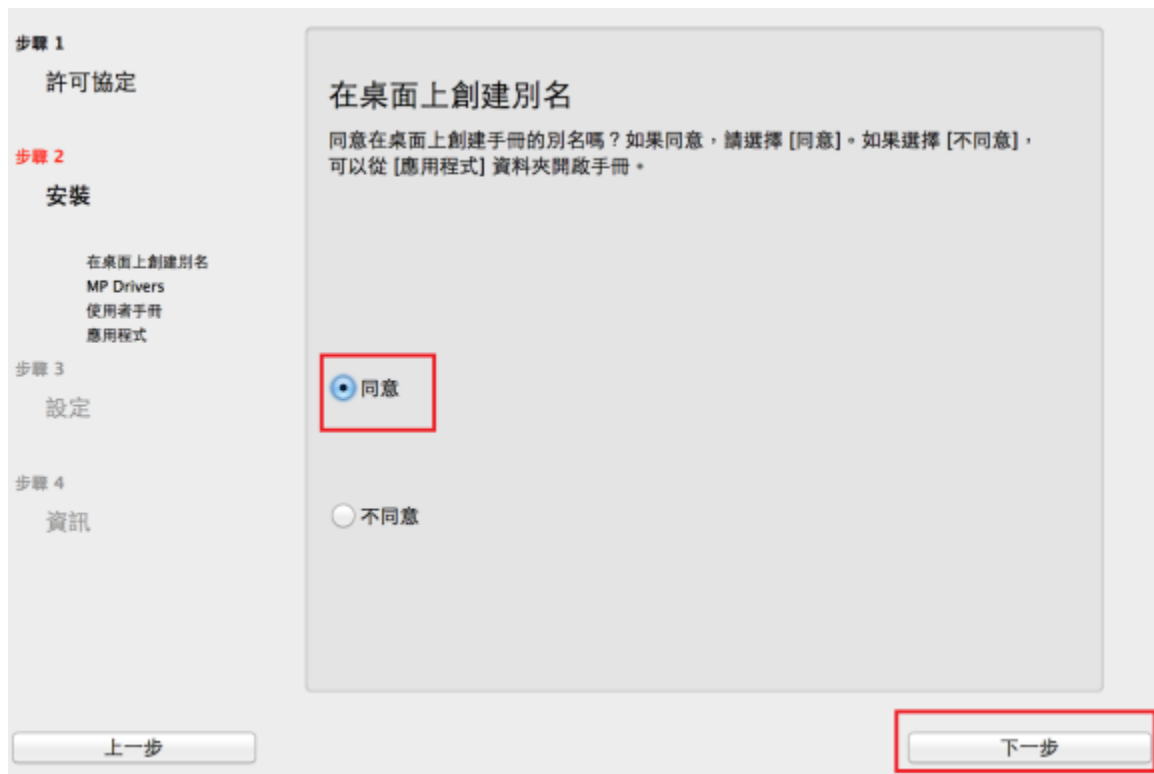 步驟 1
許可協定
步驟 2
安裝
在桌面上創建別名
MP Drivers
使用者手冊
應用程式
步驟 3
設定
步驟 4
資訊
在桌面上創建別名
同意在桌面上創建手冊的別名嗎？如果同意，請選擇 [同意]。如果選擇 [不同意]，
可以從 [應用程式] 資料夾開啟手冊。
同意
不同意
上一步
下一步